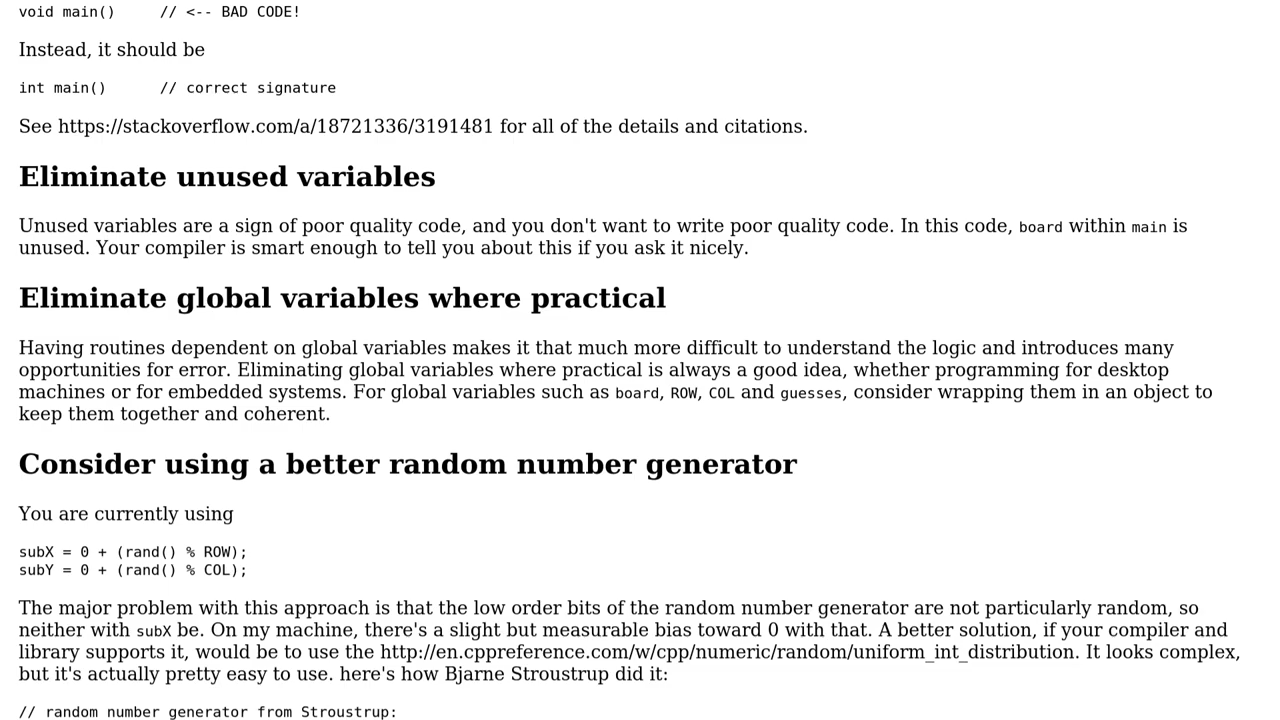 void main()     // <-- BAD CODE!
Instead, it should be
int main()      // correct signature
See https://stackoverflow.com/a/18721336/3191481 for all of the details and citations.
Eliminate unused variables
Unused variables are a sign of poor quality code, and you don't want to write poor quality code. In this code, board within main is
unused. Your compiler is smart enough to tell you about this if you ask it nicely.
Eliminate global variables where practical
Having routines dependent on global variables makes it that much more difficult to understand the logic and introduces many
opportunities for error. Eliminating global variables where practical is always a good idea, whether programming for desktop
machines or for embedded systems. For global variables such as board, ROW, COL and guesses, consider wrapping them in an object to
keep them together and coherent.
Consider using a better random number generator
You are currently using
subX = 0 + (rand() % ROW);
subY = 0 + (rand() % COL);
The major problem with this approach is that the low order bits of the random number generator are not particularly random, so
neither with subX be. On my machine, there's a slight but measurable bias toward 0 with that. A better solution, if your compiler and
library supports it, would be to use the http://en.cppreference.com/w/cpp/numeric/random/uniform_int_distribution. It looks complex,
but it's actually pretty easy to use. here's how Bjarne Stroustrup did it:
// random number generator from Stroustrup: